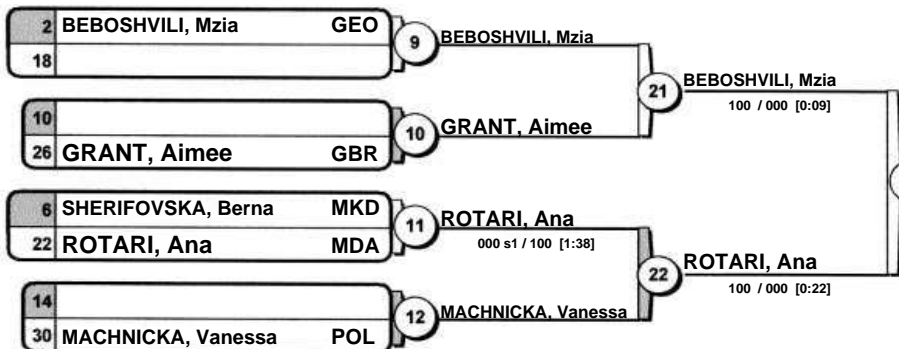 2 BEBOSHVILI, Mzia GEO
18
9
BEBOSHVILI, Mzia
21
BEBOSHVILI, Mzia
100 / 000 [0:09]
10
26 GRANT, Aimee GBR
10
GRANT, Aimee
6 SHERIFOVSKA, Berna MKD
22 ROTARI, Ana MDA
11
ROTARI, Ana
000 s1 / 100 [1:38]
22
ROTARI, Ana
100 / 000 [0:22]
14
30 MACHNICKA, Vanessa POL
12
MACHNICKA, Vanessa